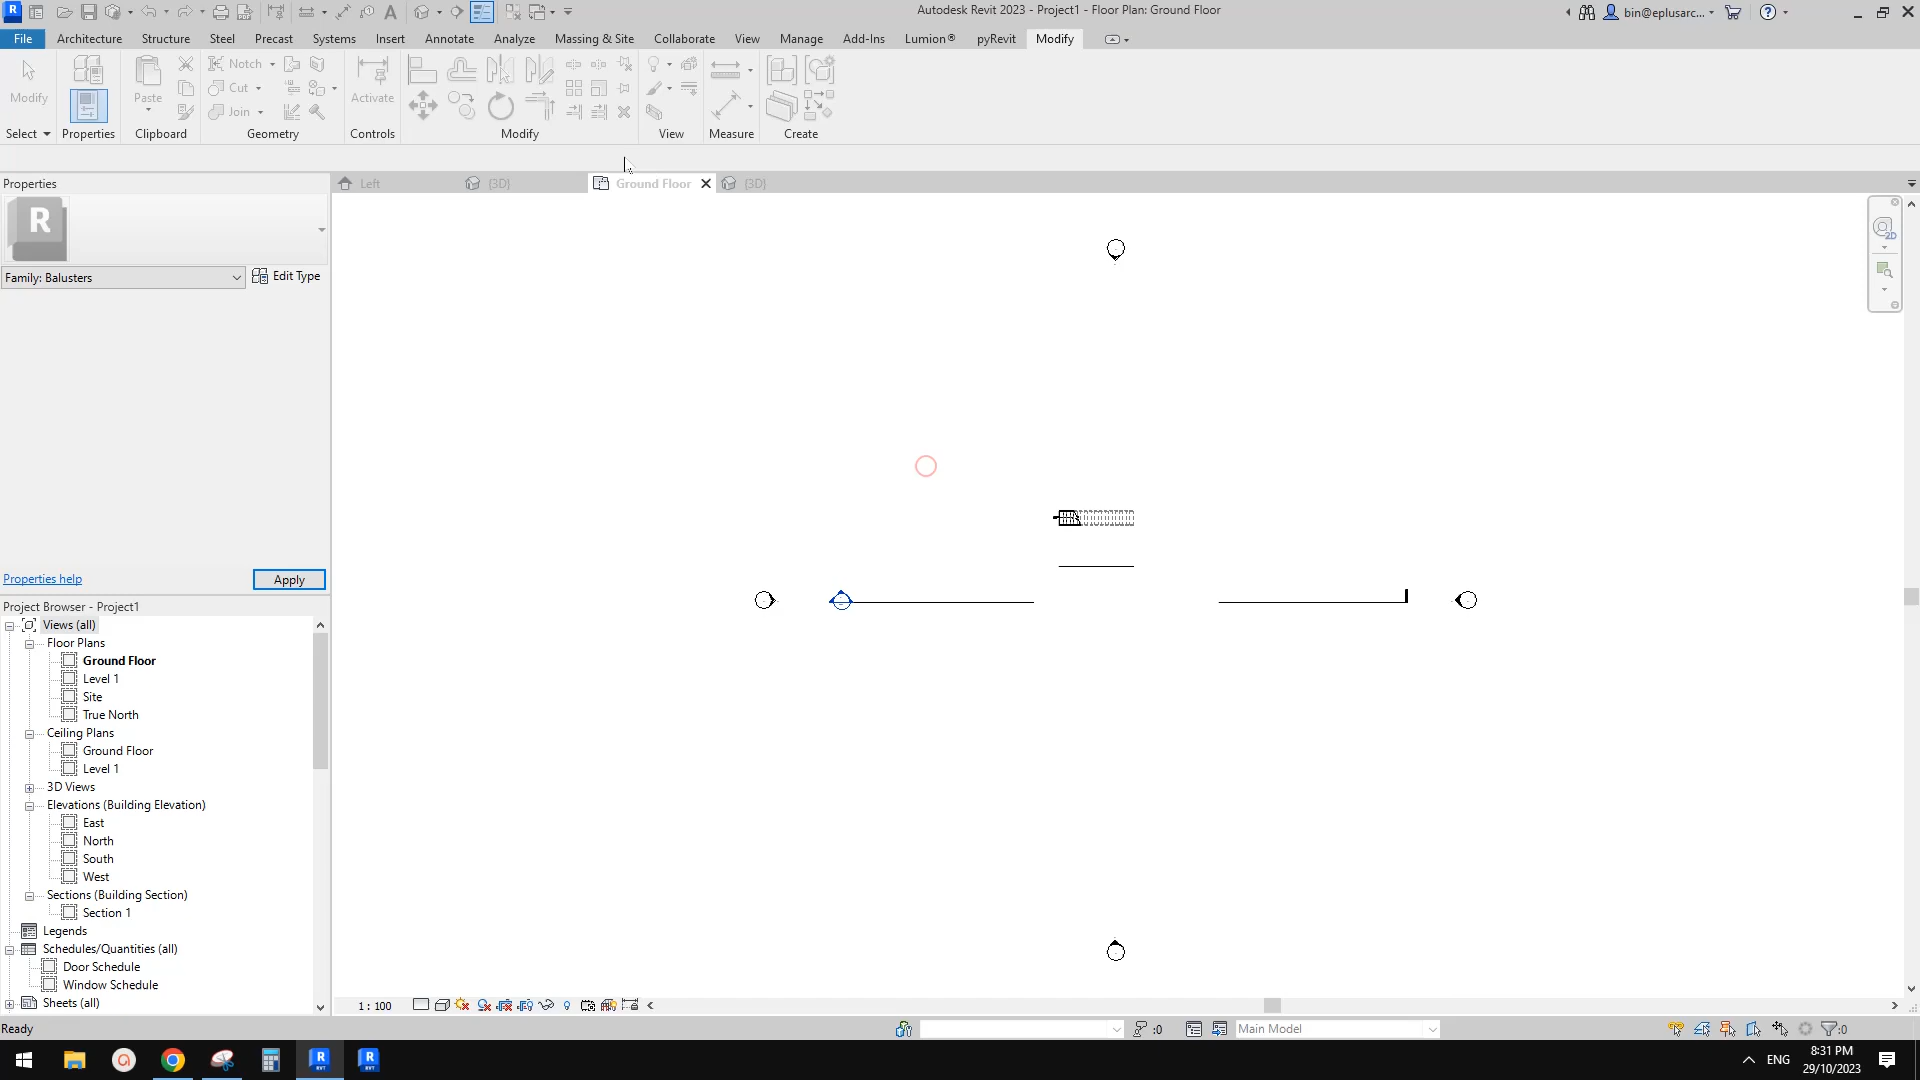 Autodesk Revit 2023 - Project1 - Floor Plan: Ground Floor
bin@eplusarc...
File Architecture Structure Steel Precast Systems Insert Annotate Analyze Massing & Site Collaborate View Manage Add-Ins Lumion® pyRevit Modify
Notch
Cut
Join
Modify
Paste
Activate
Select Properties Clipboard Geometry Controls Modify View Measure Create
Properties
Left {3D} Ground Floor {3D}
R
2D
Family: Balusters
Edit Type
Properties help
Apply
Project Browser - Project1
Views (all)
Floor Plans
Ground Floor
Level 1
Site
True North
Ceiling Plans
Ground Floor
Level 1
3D Views
Elevations (Building Elevation)
East
North
South
West
Sections (Building Section)
Section 1
Legends
Schedules/Quantities (all)
Door Schedule
Window Schedule
Sheets (all)
1 : 100
Ready
:0
Main Model
:0
ENG
8:31 PM
29/10/2023